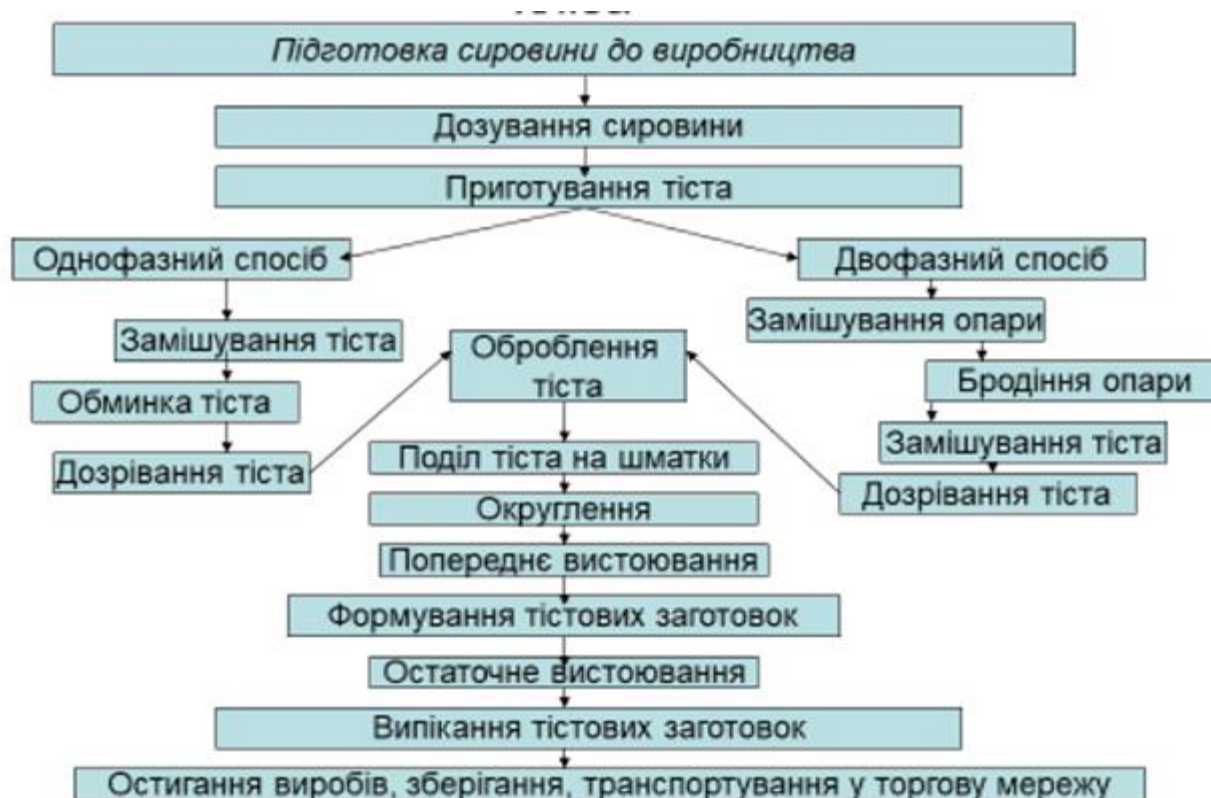 Підготовка сировини до виробництва
Дозування сировини
Приготування тіста
Однофазний спосіб
Двофазний спосіб
Замішування тіста
Обминка тіста
Дозрівання тіста
Замішування опари
Бродіння опари
Замішування тіста
Дозрівання тіста
Оброблення
тіста
Поділ тіста на шматки
Округлення
Попереднє вистоювання
Формування тістових заготовок
Остаточне вистоювання
Випікання тістових заготовок
Остигання виробів, зберігання, транспортування у торгову мережу